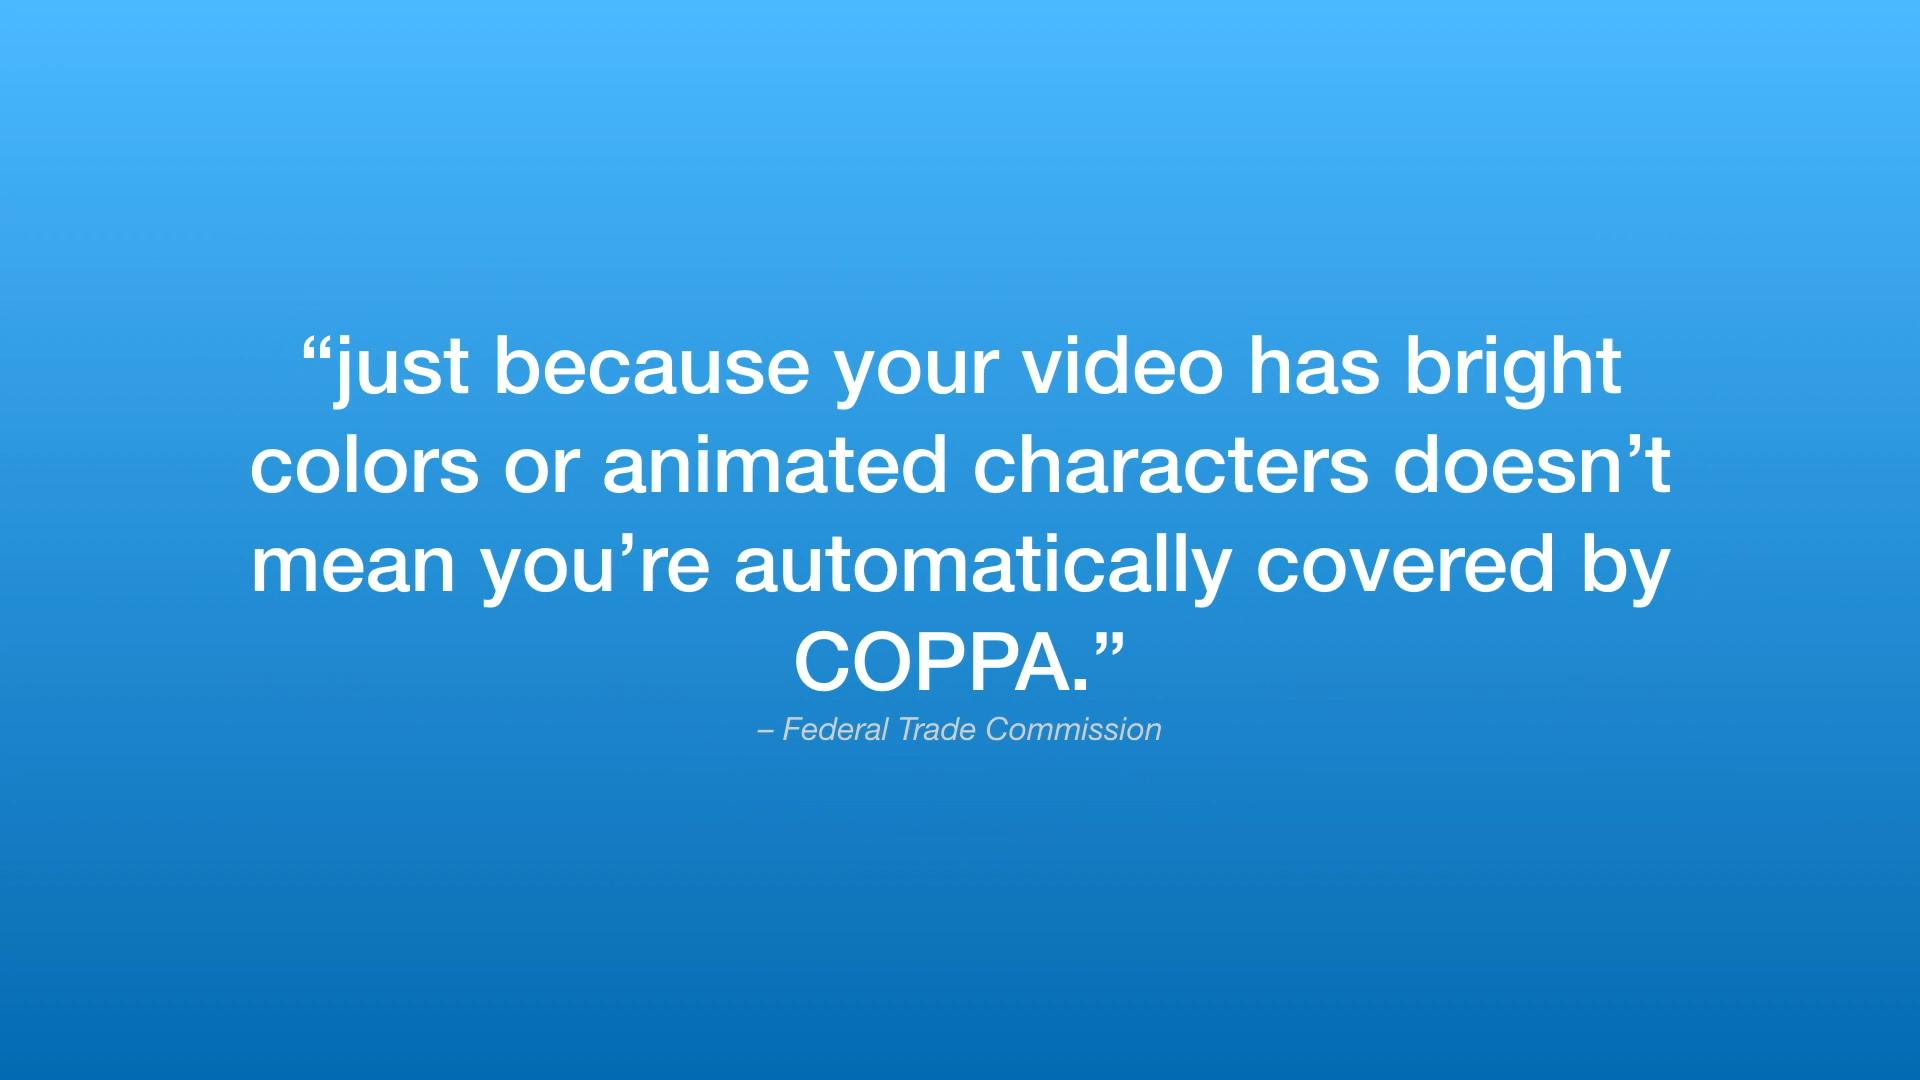 “just because your video has bright
colors or animated characters doesn’t
mean you’re automatically covered by
COPPA.”
– Federal Trade Commission